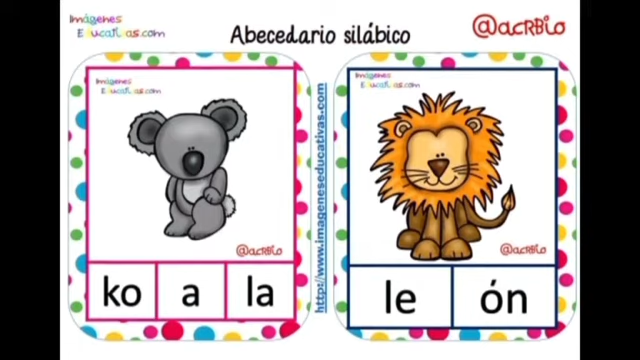 Imágenes
Educativas.com
Abecedario silábico
@acrbio
Imágenes
Educativas.com
@acrbio
ko a la
http://www.imageneseducativas.com
Imágenes
Educativas.com
@acrbio
le ón